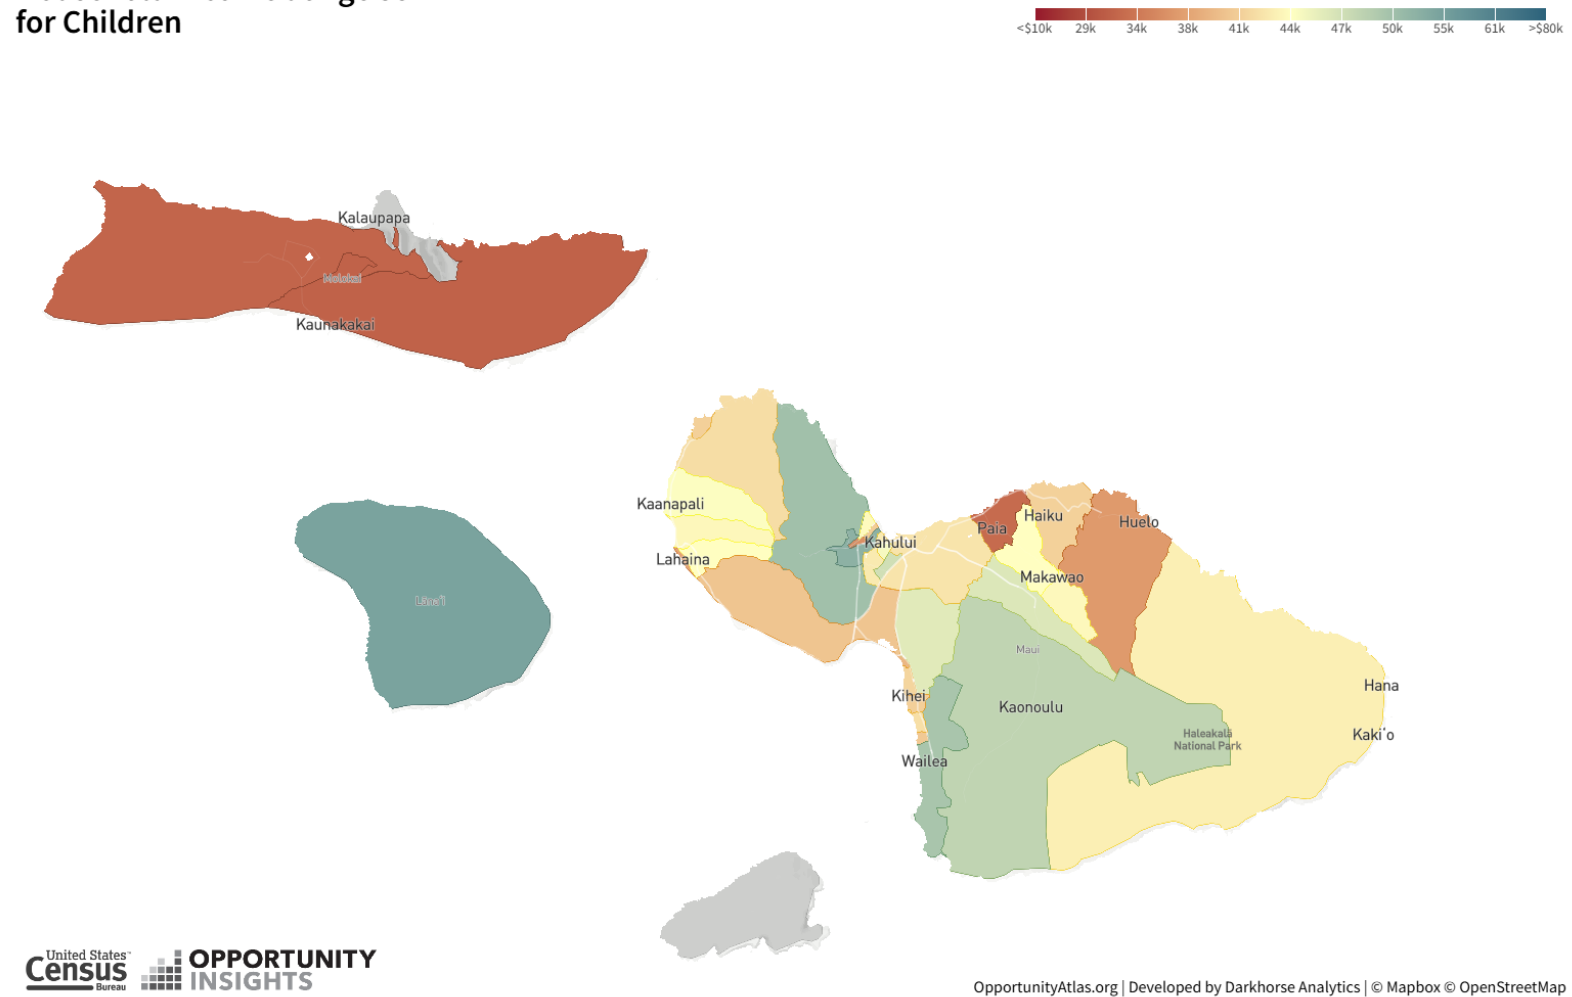 for Children
<$10k 29k 34k 38k 41k 44k 47k 50k 55k 61k >$80k
Kalaupapa
Molokai
Kaunakakai
Kaanapali
Lahaina
Kahului
Paia
Haiku
Huelo
Makawao
Lāna'i
Maui
Kihei
Kaonoulu
Hana
Kaki'o
Haleakalā
National Park
Wailea
United States™
Census
Bureau
OPPORTUNITY
INSIGHTS
OpportunityAtlas.org | Developed by Darkhorse Analytics | © Mapbox © OpenStreetMap